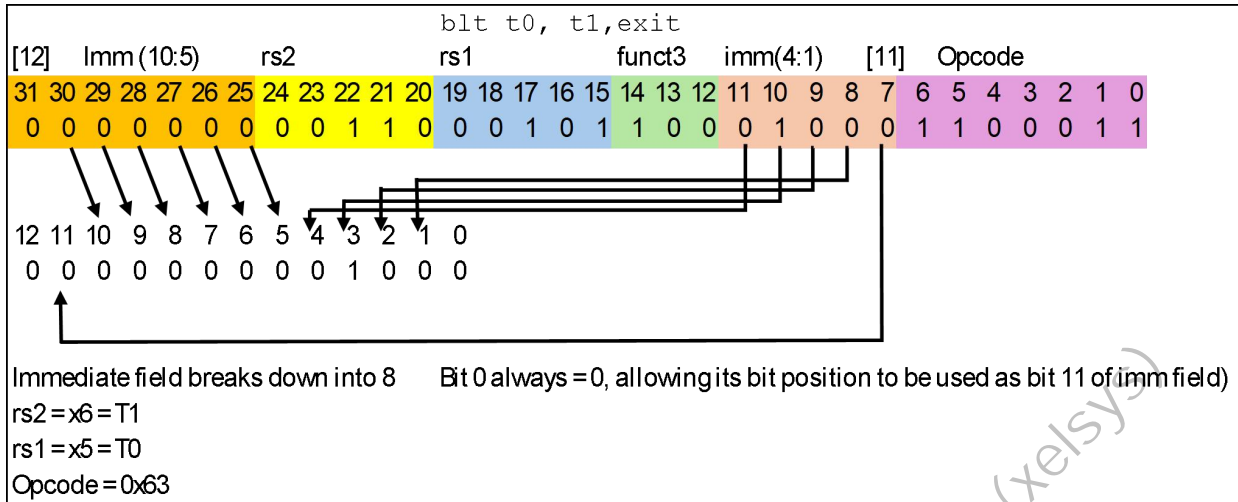 blt t0, t1,exit
[12] Imm (10:5) rs2 rs1 funct3 imm(4:1) [11] Opcode
31 30 29 28 27 26 25 24 23 22 21 20 19 18 17 16 15 14 13 12 11 10 9 8 7 6 5 4 3 2 1 0
0 0 0 0 0 0 0 0 0 1 1 0 0 0 1 0 1 1 0 0 0 1 0 0 0 1 1 0 0 0 1 1
12 11 10 9 8 7 6 5 4 3 2 1 0
0 0 0 0 0 0 0 0 0 1 0 0 0
Immediate field breaks down into 8 Bit 0 always = 0, allowing its bit position to be used as bit 11 of imm field)
rs2 = x6 = T1
rs1 = x5 = T0
Opcode = 0x63
(xelsys)